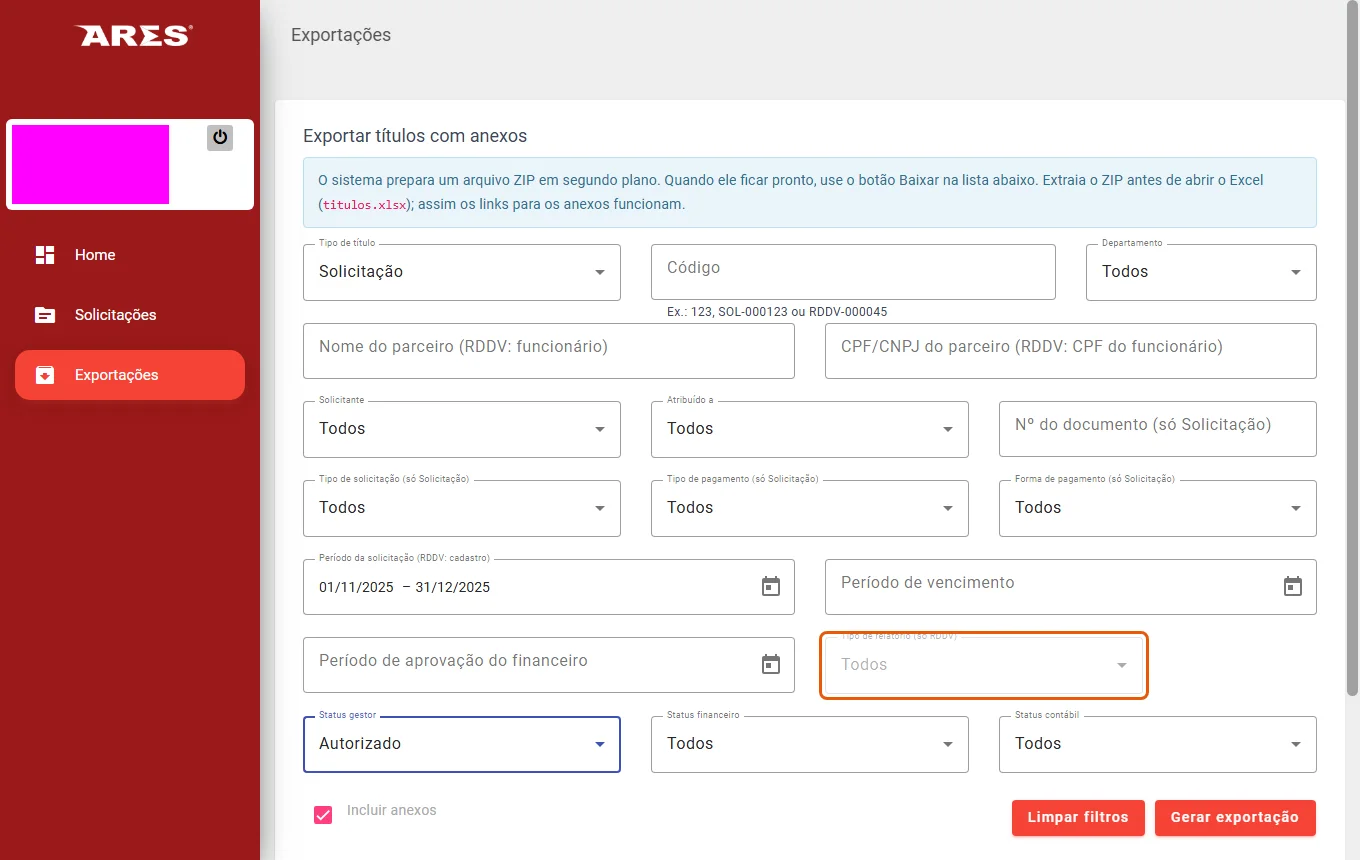 ARES
Exportações
Home
Solicitações
Exportações
Exportar títulos com anexos
O sistema prepara um arquivo ZIP em segundo plano. Quando ele ficar pronto, use o botão Baixar na lista abaixo. Extraia o ZIP antes de abrir o Excel
(titulos.xlsx); assim os links para os anexos funcionam.
Tipo de título
Solicitação
Código
Ex.: 123, SOL-000123 ou RDDV-000045
Departamento
Todos
Nome do parceiro (RDDV: funcionário)
CPF/CNPJ do parceiro (RDDV: CPF do funcionário)
Solicitante
Todos
Atribuído a
Todos
Nº do documento (só Solicitação)
Tipo de solicitação (só Solicitação)
Todos
Tipo de pagamento (só Solicitação)
Todos
Forma de pagamento (só Solicitação)
Todos
Período da solicitação (RDDV: cadastro)
01/11/2025 – 31/12/2025
Período de vencimento
Período de aprovação do financeiro
Tipo de relatório (só RDDV)
Todos
Status gestor
Autorizado
Status financeiro
Todos
Status contábil
Todos
Incluir anexos
Limpar filtros
Gerar exportação